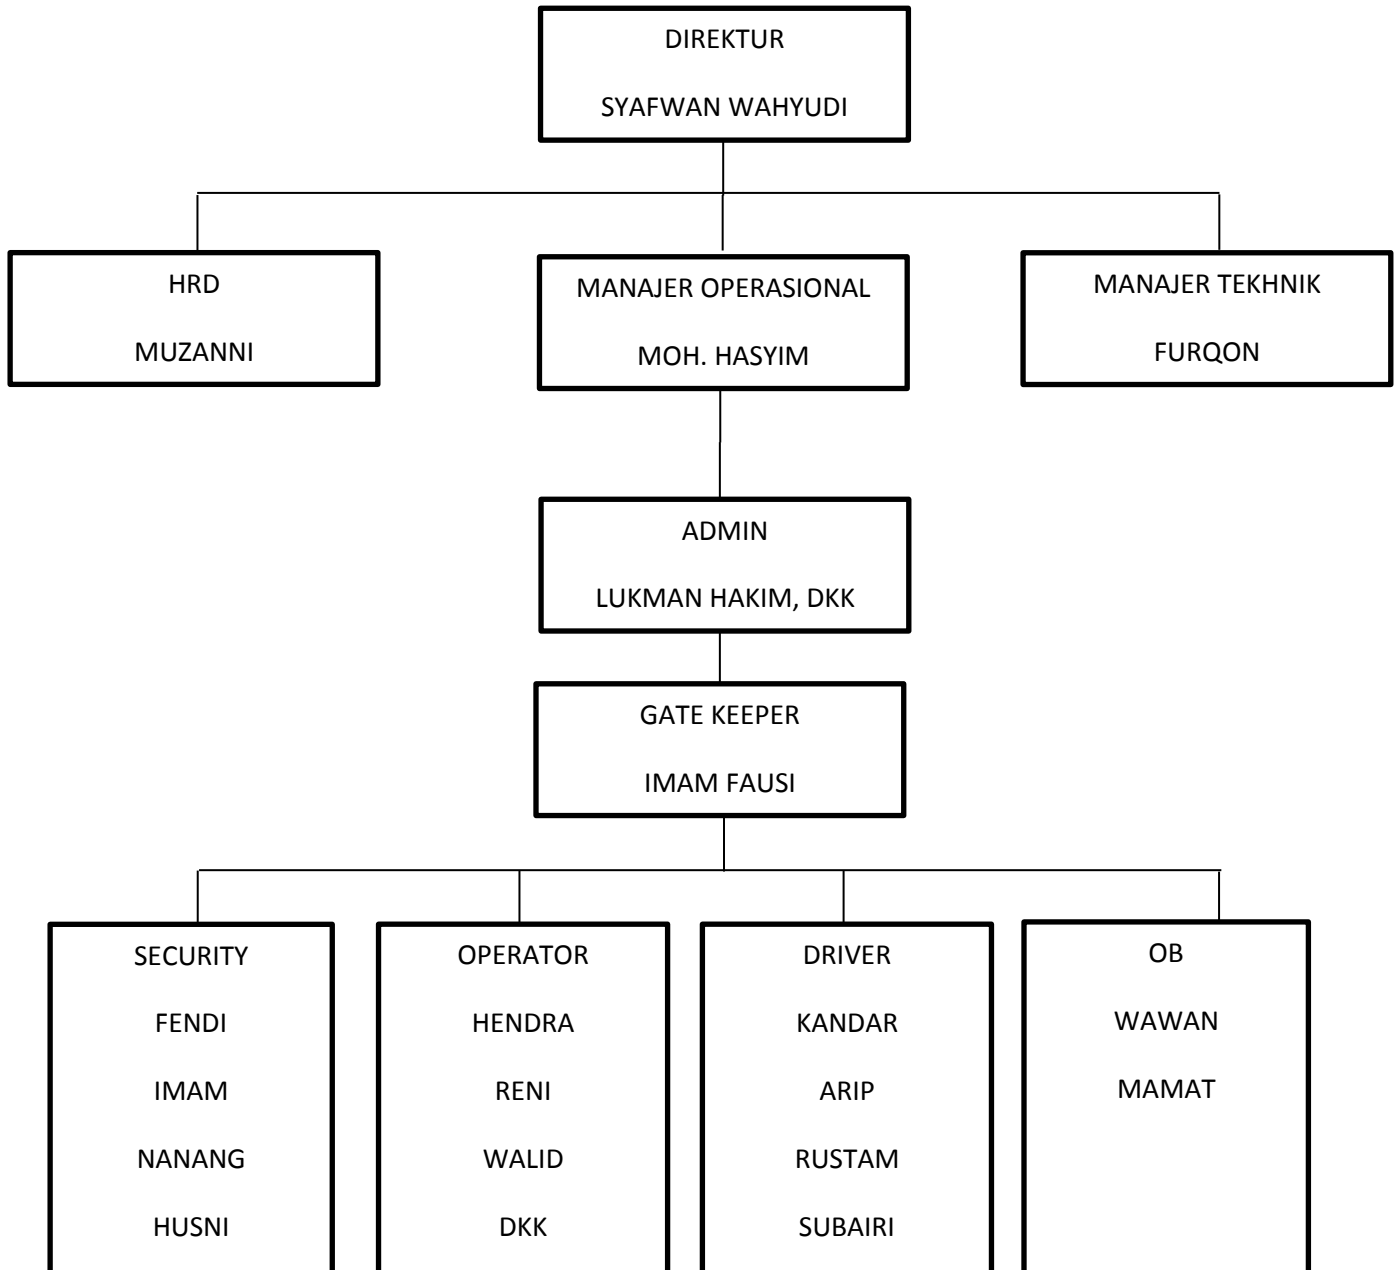 DIREKTUR
SYAFWAN WAHYUDI
HRD
MUZANNI
MANAJER OPERASIONAL
MOH. HASYIM
MANAJER TEKHNIK
FURQON
ADMIN
LUKMAN HAKIM, DKK
GATE KEEPER
IMAM FAUSI
SECURITY
FENDI
IMAM
NANANG
HUSNI
OPERATOR
HENDRA
RENI
WALID
DKK
DRIVER
KANDAR
ARIP
RUSTAM
SUBAIRI
OB
WAWAN
MAMAT